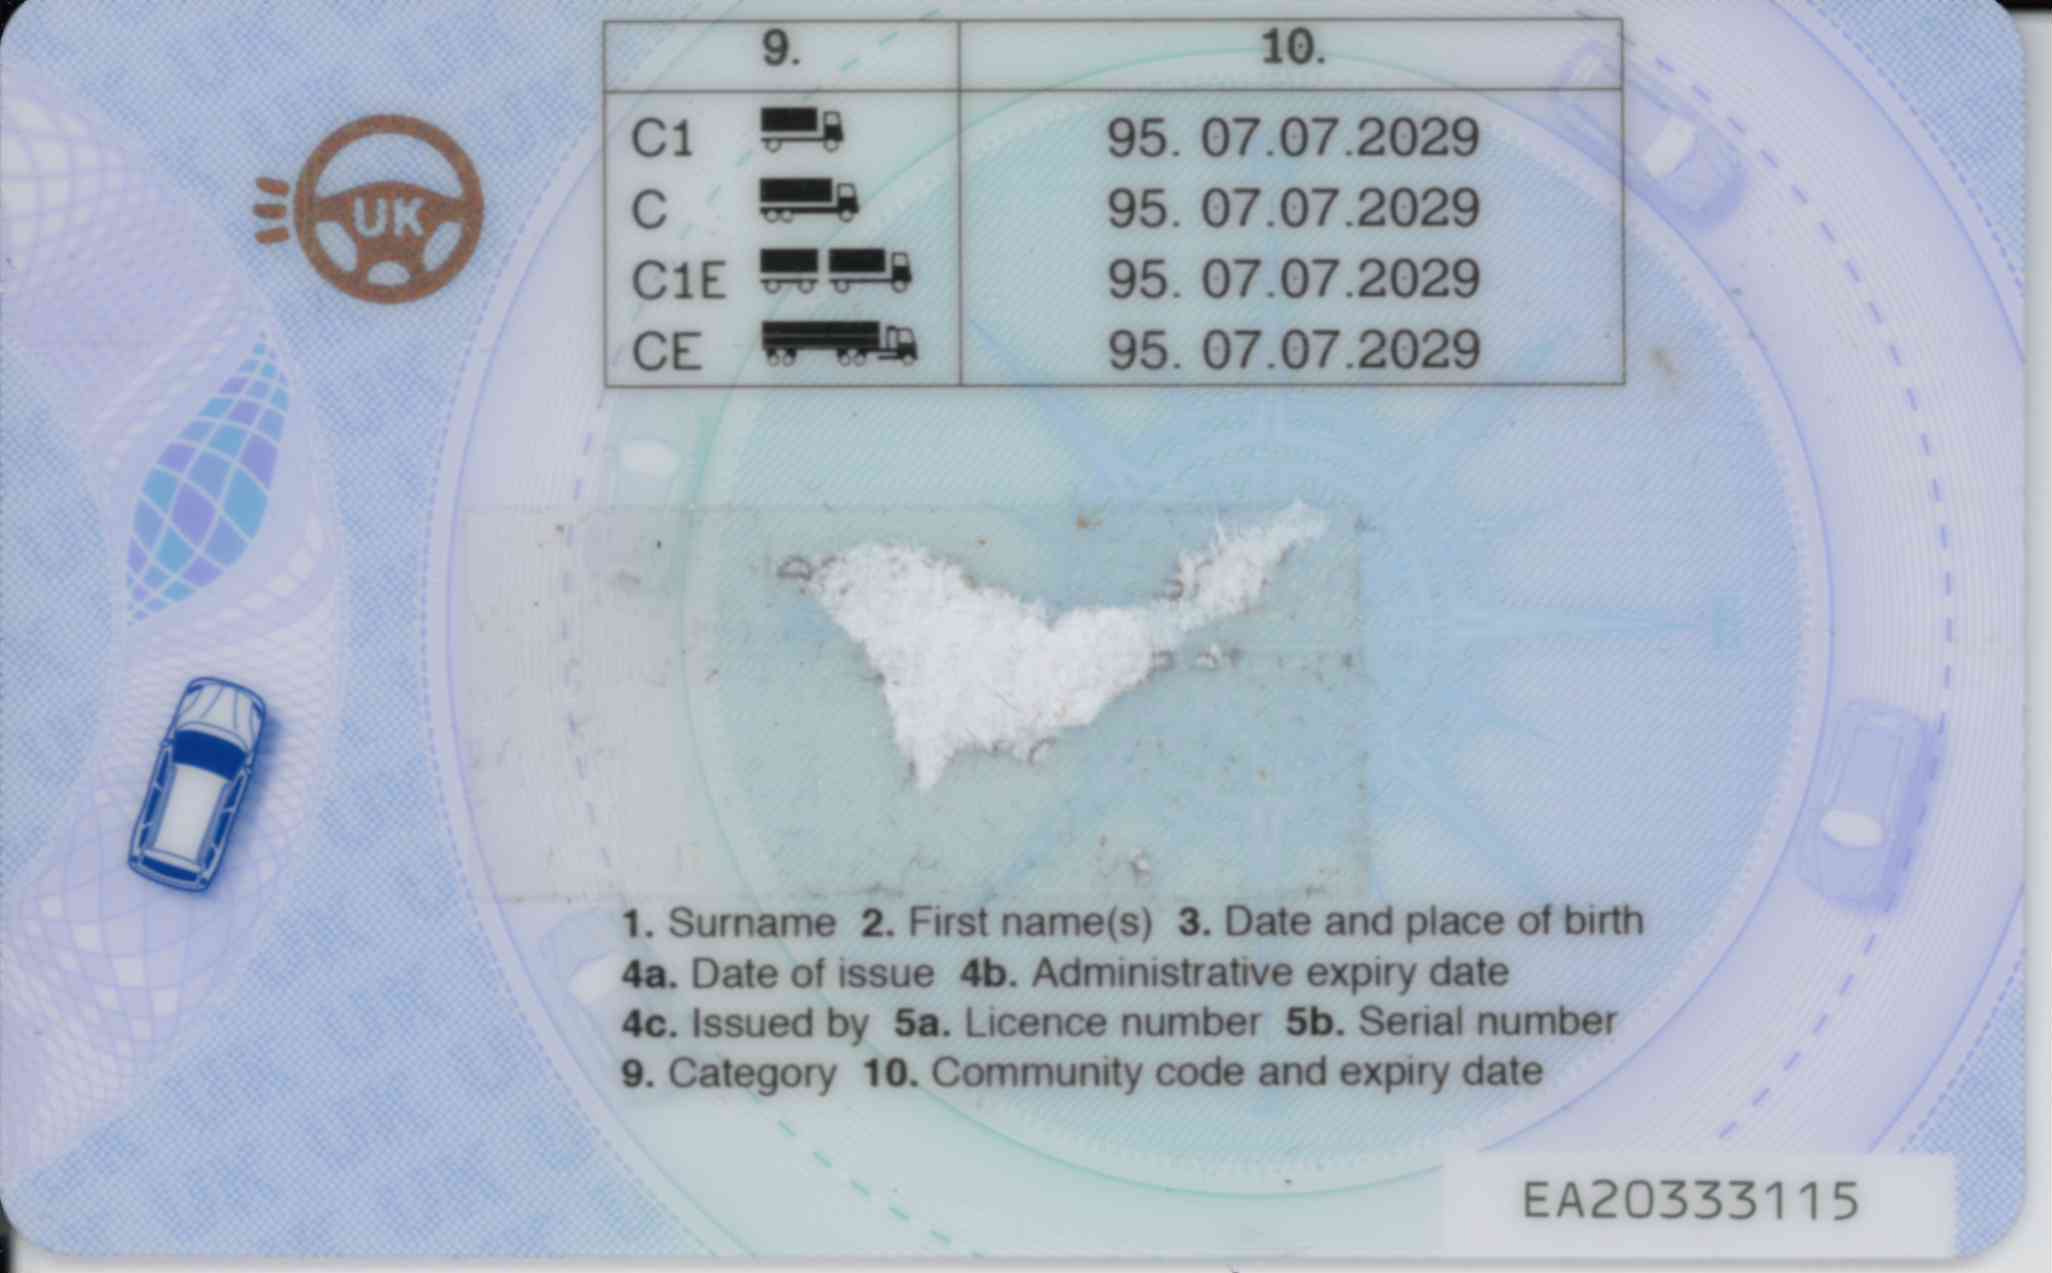 9. 10.
UK
C1 95. 07.07.2029
C 95. 07.07.2029
C1E 95. 07.07.2029
CE 95. 07.07.2029
1. Surname 2. First name(s) 3. Date and place of birth
4a. Date of issue 4b. Administrative expiry date
4c. Issued by 5a. Licence number 5b. Serial number
9. Category 10. Community code and expiry date
EA20333115